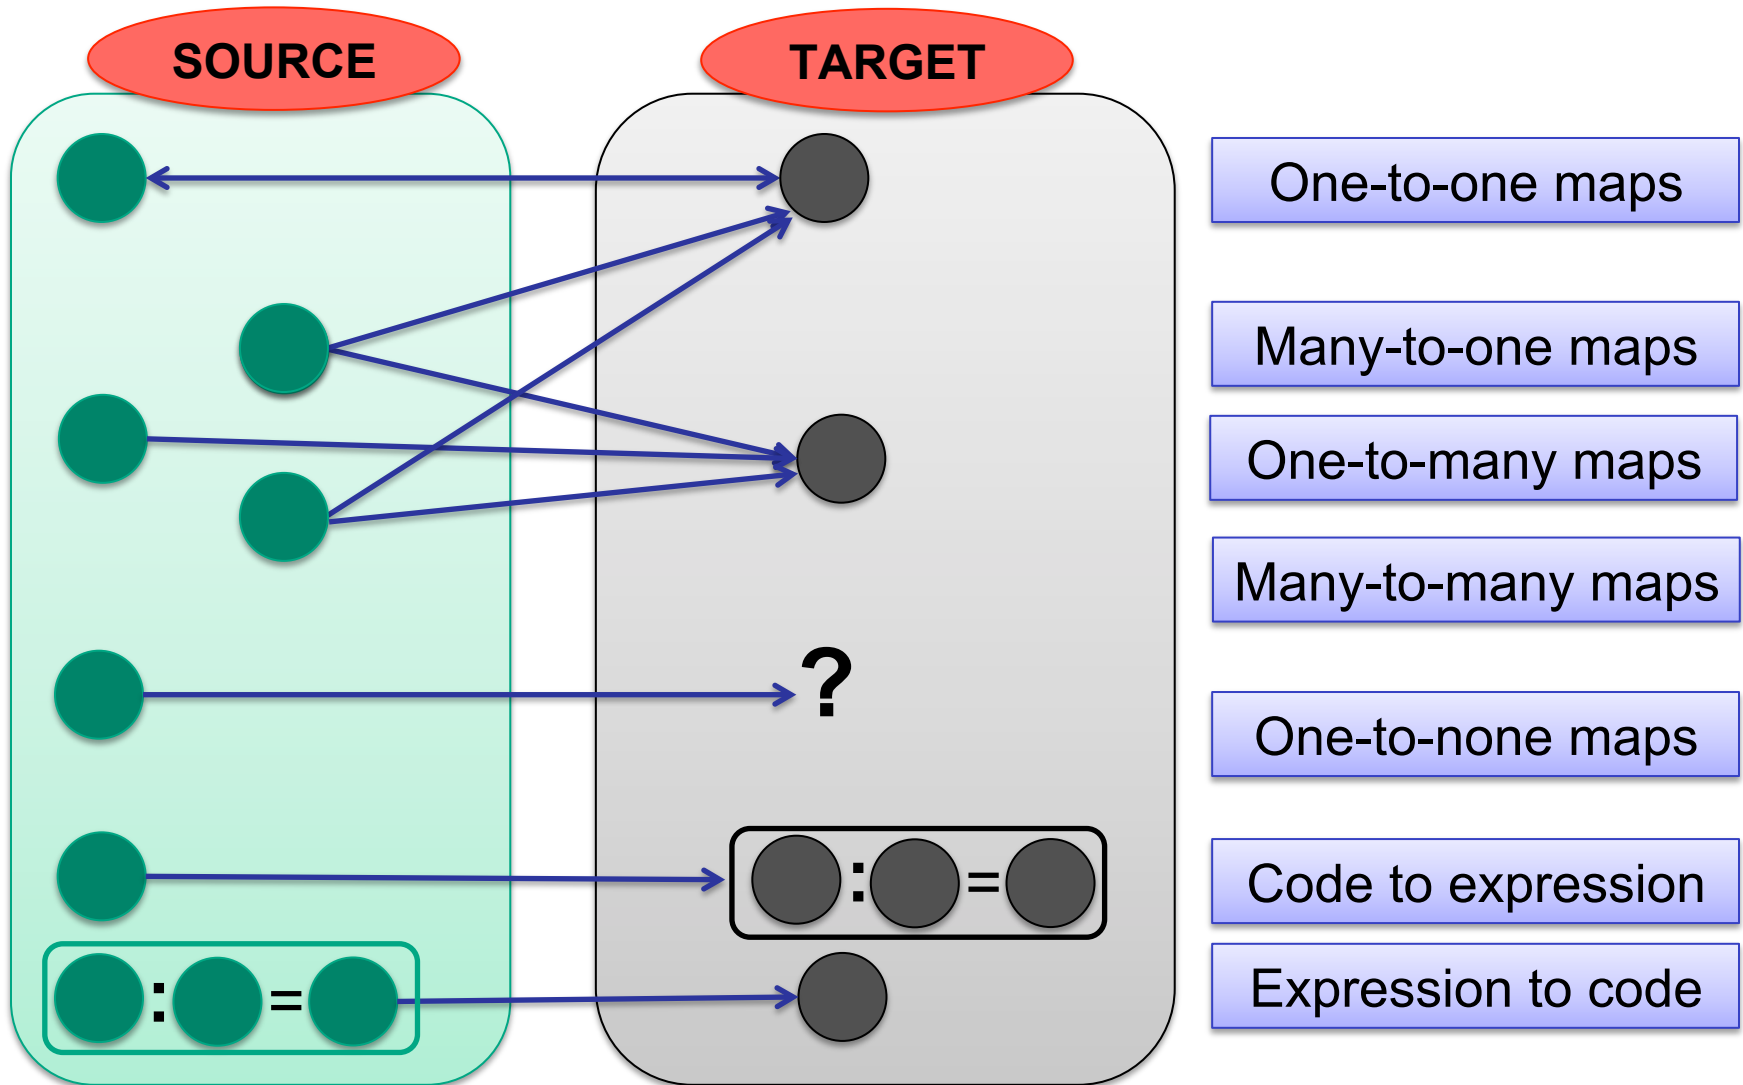 SOURCE
TARGET
One-to-one maps
Many-to-one maps
One-to-many maps
Many-to-many maps
?
One-to-none maps
: =
Code to expression
: =
Expression to code